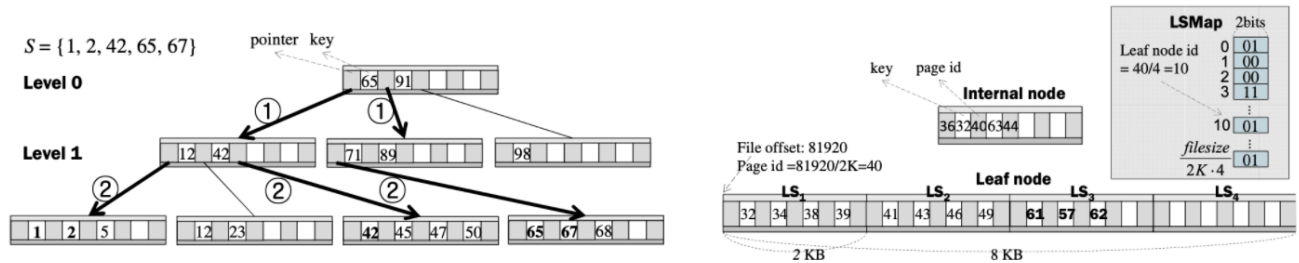 S = {1, 2, 42, 65, 67}
pointer key
Level 0
65 91
① ①
Level 1
12 42
71 89
98
② ② ②
1 2 5
12 23
42 45 47 50
65 67 68
LSMap 2bits
Leaf node id
= 40/4 =10
0 01
1 00
2 00
3 11
⋮
10 01
⋮
filesize
2K · 4
01
key page id
Internal node
36 32 40 63 44
File offset: 81920
Page id =81920/2K=40
Leaf node
LS1 LS2 LS3 LS4
32 34 38 39 41 43 46 49 61 57 62
2 KB 8 KB